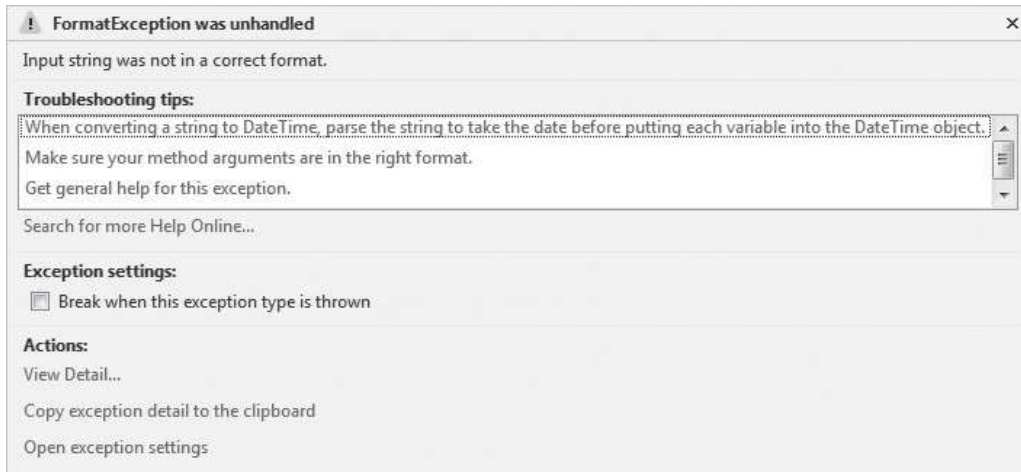 FormatException was unhandled
Input string was not in a correct format.
Troubleshooting tips:
When converting a string to DateTime, parse the string to take the date before putting each variable into the DateTime object.
Make sure your method arguments are in the right format.
Get general help for this exception.
Search for more Help Online...
Exception settings:
Break when this exception type is thrown
Actions:
View Detail...
Copy exception detail to the clipboard
Open exception settings